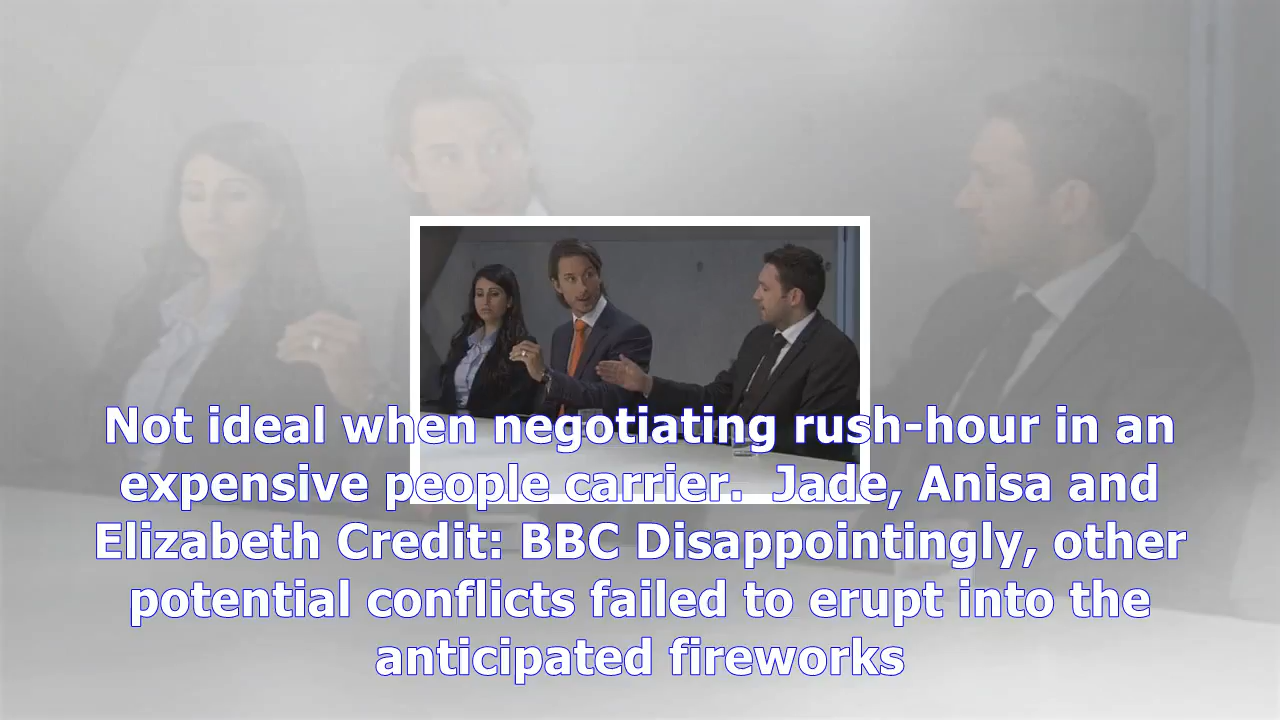 Not ideal when negotiating rush-hour in an
expensive people carrier.  Jade, Anisa and
Elizabeth Credit: BBC Disappointingly, other
potential conflicts failed to erupt into the
anticipated fireworks